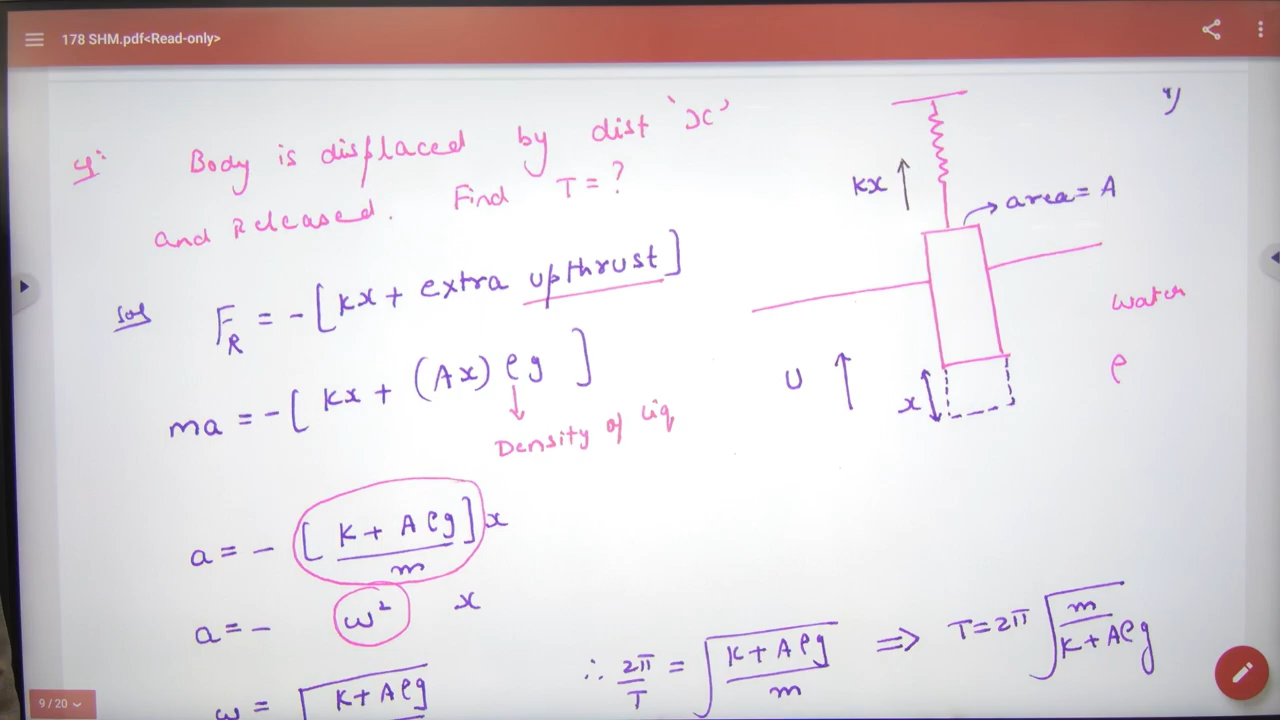 178 SHM.pdf<Read-only>
Body is displaced by dist 'x'
and Released. Find T = ?
Sol
F_R = -[kx + extra upthrust]
ma = -[kx + (Ax) ρg]
Density of liq
a = - [K + Aρg / m] x
a = - ω² x
ω = √(K + Aρg
∴ 2π/T = √(K + Aρg / m) ⇒ T = 2π √(m / K + Aρg)
kx
area = A
water
ρ
U
x
9 / 20